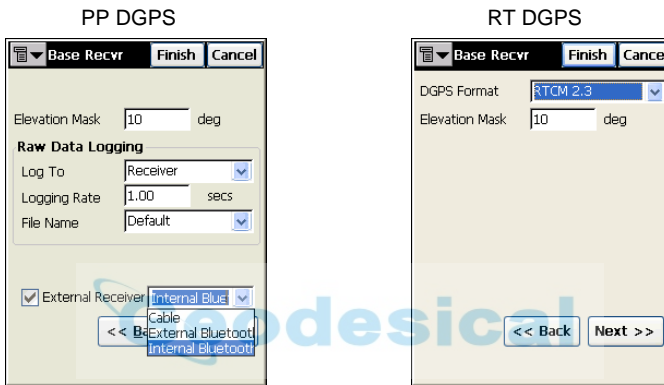 PP DGPS
Base Recvr Finish Cancel
Elevation Mask 10 deg
Raw Data Logging
Log To Receiver
Logging Rate 1.00 secs
File Name Default
External Receiver Internal Blue
Cable
External Bluetoot
Internal Bluetoot
<< Ba
RT DGPS
Base Recvr Finish Cance
DGPS Format RTCM 2.3
Elevation Mask 10 deg
<< Back Next >>
Geodesical